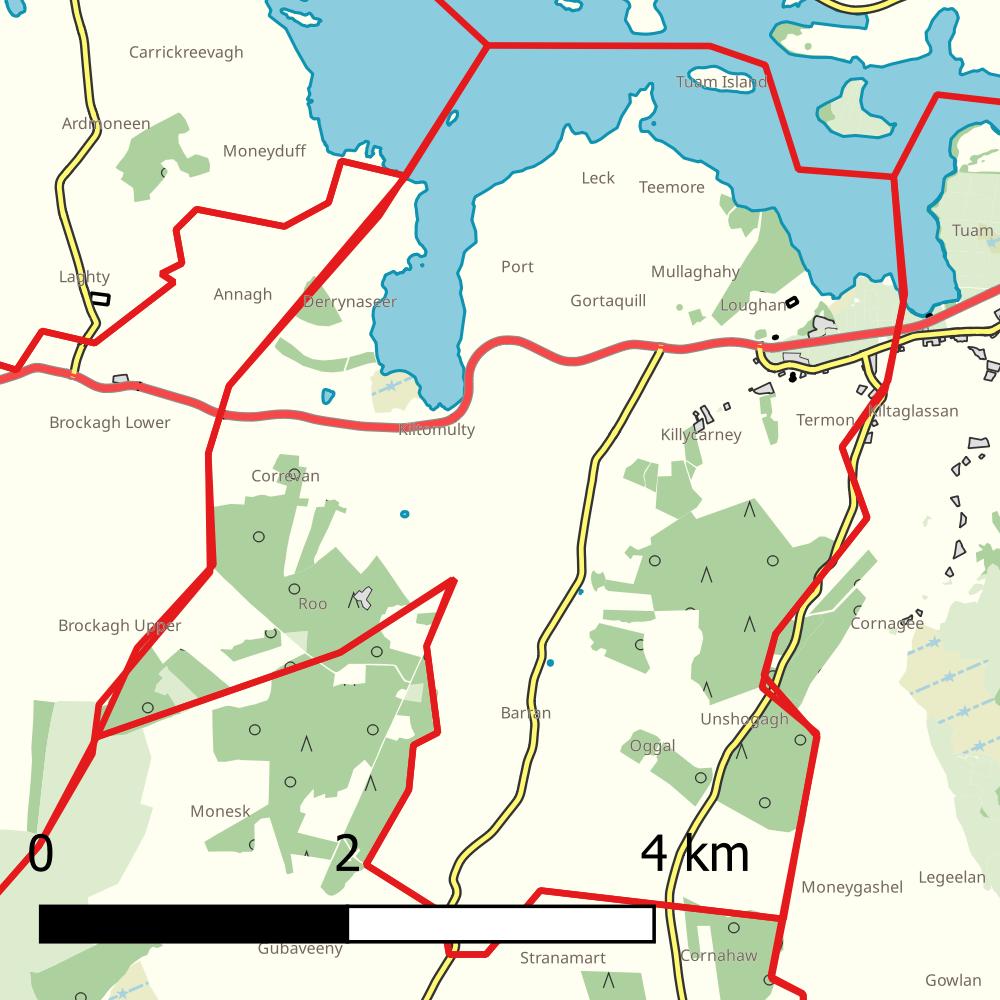 Carrickreevagh
Tuam Island
Ardmoneen
Moneyduff
Leck
Teemore
Tuam
Laghty
Port
Mullaghahy
Annagh
Derrynaseer
Gortaquill
Loughan
Brockagh Lower
Kiltomulty
Killycarney
Termon
Kiltaglassan
Correvan
Roo
Brockagh Upper
Cornagee
Barran
Unshogagh
Oggal
Monesk
0
2
4 km
Moneygashel
Legeelan
Gubaveeny
Stranamart
Cornahaw
Gowlan